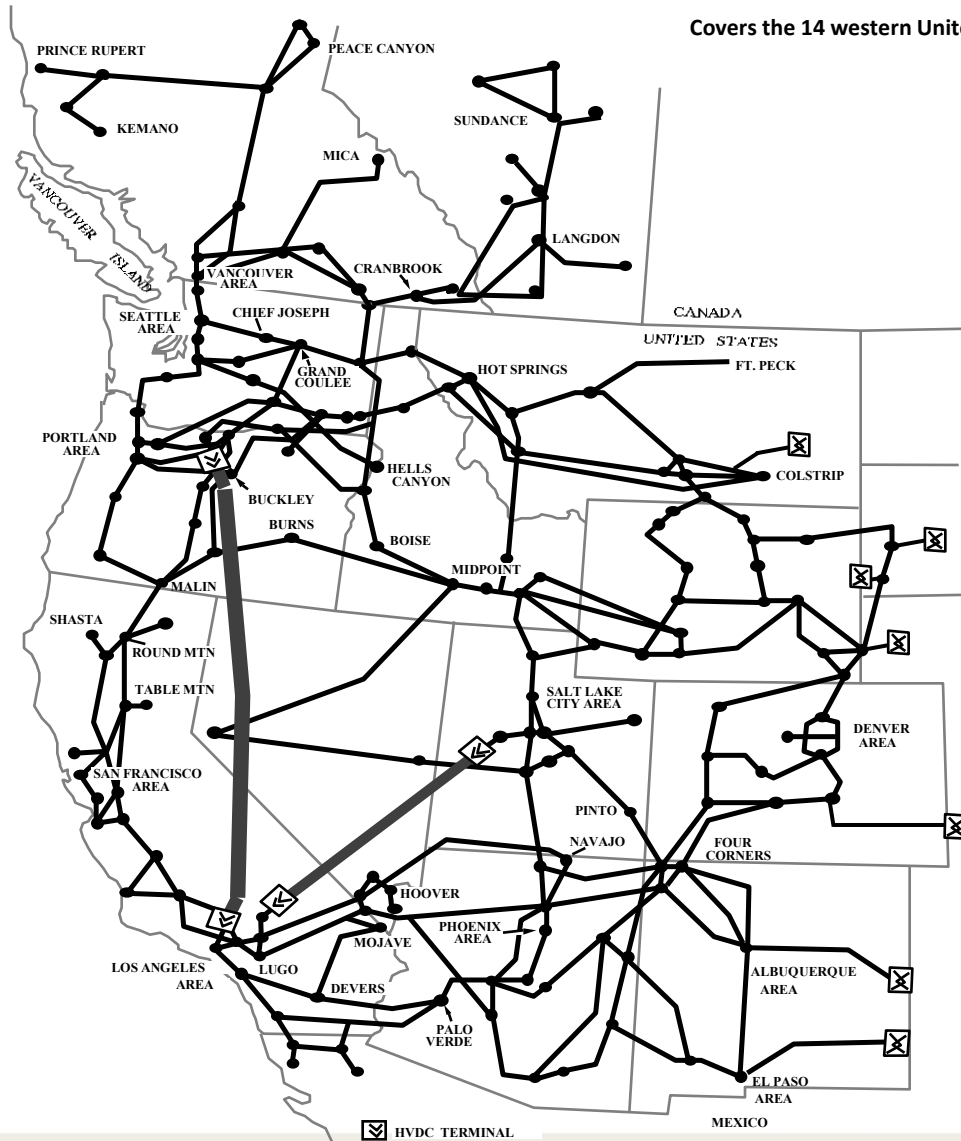 Covers the 14 western Unite
PRINCE RUPERT
PEACE CANYON
KEMANO
SUNDANCE
MICA
VANCOUVER
ISLAND
LANGDON
VANCOUVER
AREA
CRANBROOK
SEATTLE
AREA
CHIEF JOSEPH
CANADA
UNITED STATES
GRAND
COULEE
HOT SPRINGS
FT. PECK
PORTLAND
AREA
HELLS
CANYON
COLSTRIP
BUCKLEY
BURNS
BOISE
MIDPOINT
MALIN
SHASTA
ROUND MTN
TABLE MTN
SALT LAKE
CITY AREA
DENVER
AREA
SAN FRANCISCO
AREA
PINTO
NAVAJO
FOUR
CORNERS
HOOVER
PHOENIX
AREA
MOJAVE
LOS ANGELES
AREA
LUGO
ALBUQUERQUE
AREA
DEVERS
PALO
VERDE
EL PASO
AREA
MEXICO
HVDC TERMINAL